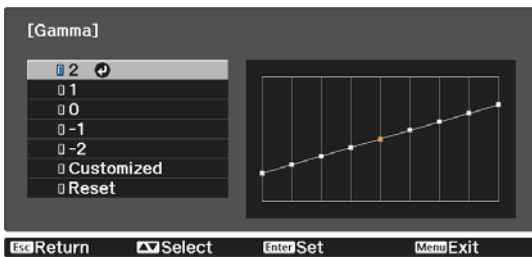 [Gamma]
2
1
0
-1
-2
Customized
Reset
Esc Return Select Enter Set Menu Exit